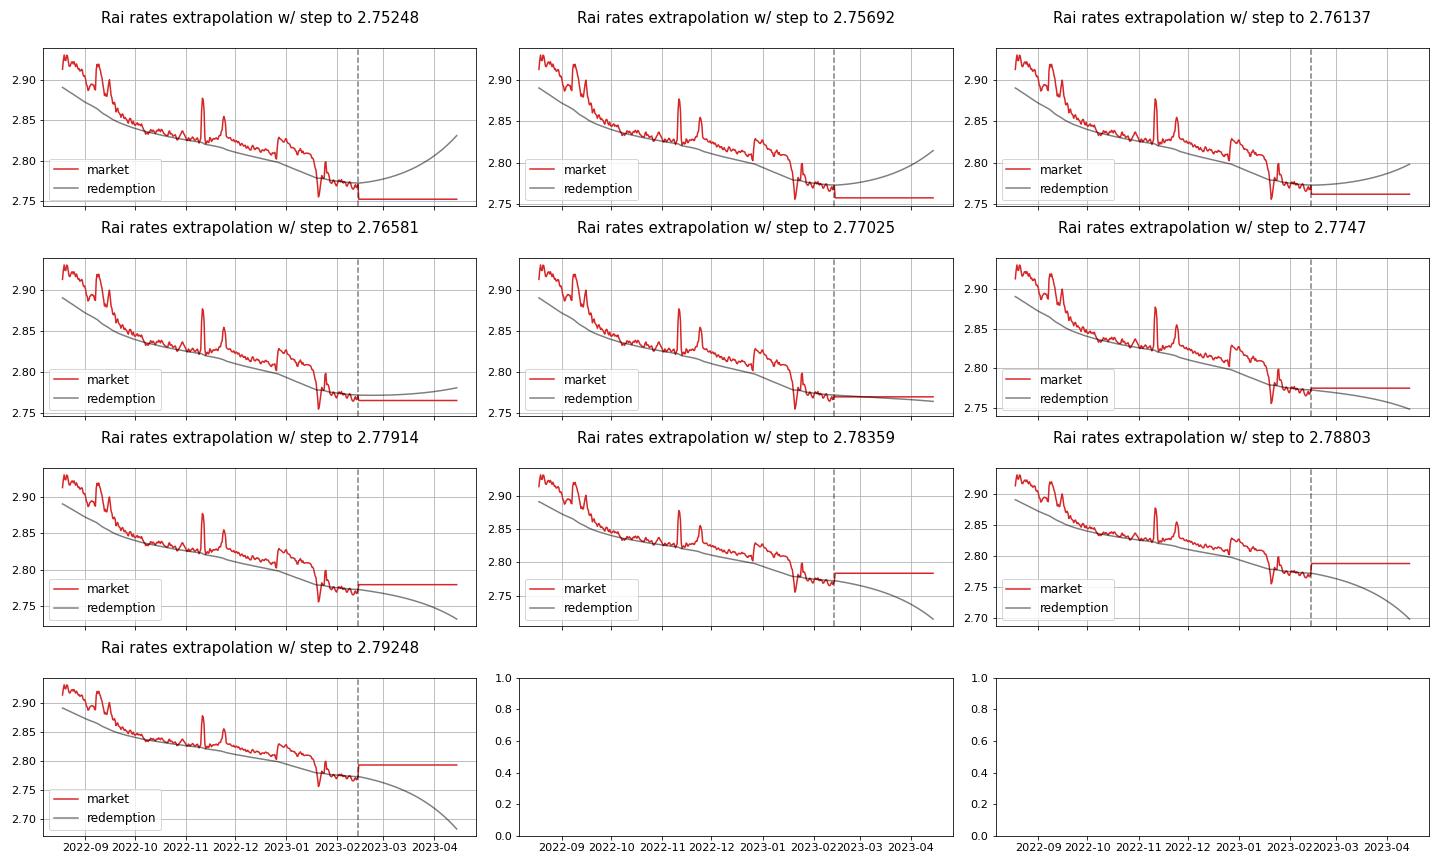 Rai rates extrapolation w/ step to 2.75248
Rai rates extrapolation w/ step to 2.75692
Rai rates extrapolation w/ step to 2.76137
2.90
2.85
2.80
2.75
market
redemption
2.90
2.85
2.80
2.75
market
redemption
2.90
2.85
2.80
2.75
market
redemption
Rai rates extrapolation w/ step to 2.76581
Rai rates extrapolation w/ step to 2.77025
Rai rates extrapolation w/ step to 2.7747
2.90
2.85
2.80
2.75
market
redemption
2.90
2.85
2.80
2.75
market
redemption
2.90
2.85
2.80
2.75
market
redemption
Rai rates extrapolation w/ step to 2.77914
Rai rates extrapolation w/ step to 2.78359
Rai rates extrapolation w/ step to 2.78803
2.90
2.85
2.80
2.75
market
redemption
2.90
2.85
2.80
2.75
market
redemption
2.90
2.85
2.80
2.75
2.70
market
redemption
Rai rates extrapolation w/ step to 2.79248
2.90
2.85
2.80
2.75
2.70
market
redemption
2022-09 2022-10 2022-11 2022-12 2023-01 2023-02 2023-03 2023-04
1.0
0.8
0.6
0.4
0.2
0.0
2022-09 2022-10 2022-11 2022-12 2023-01 2023-02 2023-03 2023-04
1.0
0.8
0.6
0.4
0.2
0.0
2022-09 2022-10 2022-11 2022-12 2023-01 2023-02 2023-03 2023-04